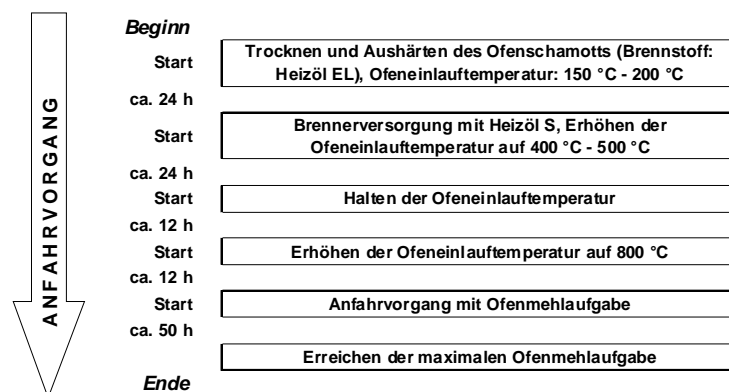 Beginn
Start
Trocknen und Aushärten des Ofenschamotts (Brennstoff:
Heizöl EL), Ofeneinlauftemperatur: 150 °C - 200 °C
ca. 24 h
Start
Brennerversorgung mit Heizöl S, Erhöhen der
Ofeneinlauftemperatur auf 400 °C - 500 °C
ca. 24 h
Start
Halten der Ofeneinlauftemperatur
ca. 12 h
Start
Erhöhen der Ofeneinlauftemperatur auf 800 °C
ca. 12 h
Start
Anfahrvorgang mit Ofenmehlaufgabe
ca. 50 h
Erreichen der maximalen Ofenmehlaufgabe
Ende
ANFAHRVORGANG